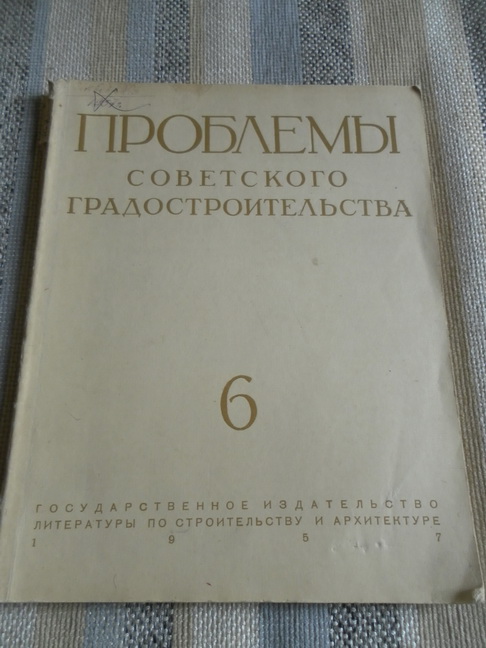 ПРОБЛЕМЫ
СОВЕТСКОГО
ГРАДОСТРОИТЕЛЬСТВА
6
ГОСУДАРСТВЕННОЕ ИЗДАТЕЛЬСТВО
ЛИТЕРАТУРЫ ПО СТРОИТЕЛЬСТВУ И АРХИТЕКТУРЕ
1 9 5 7